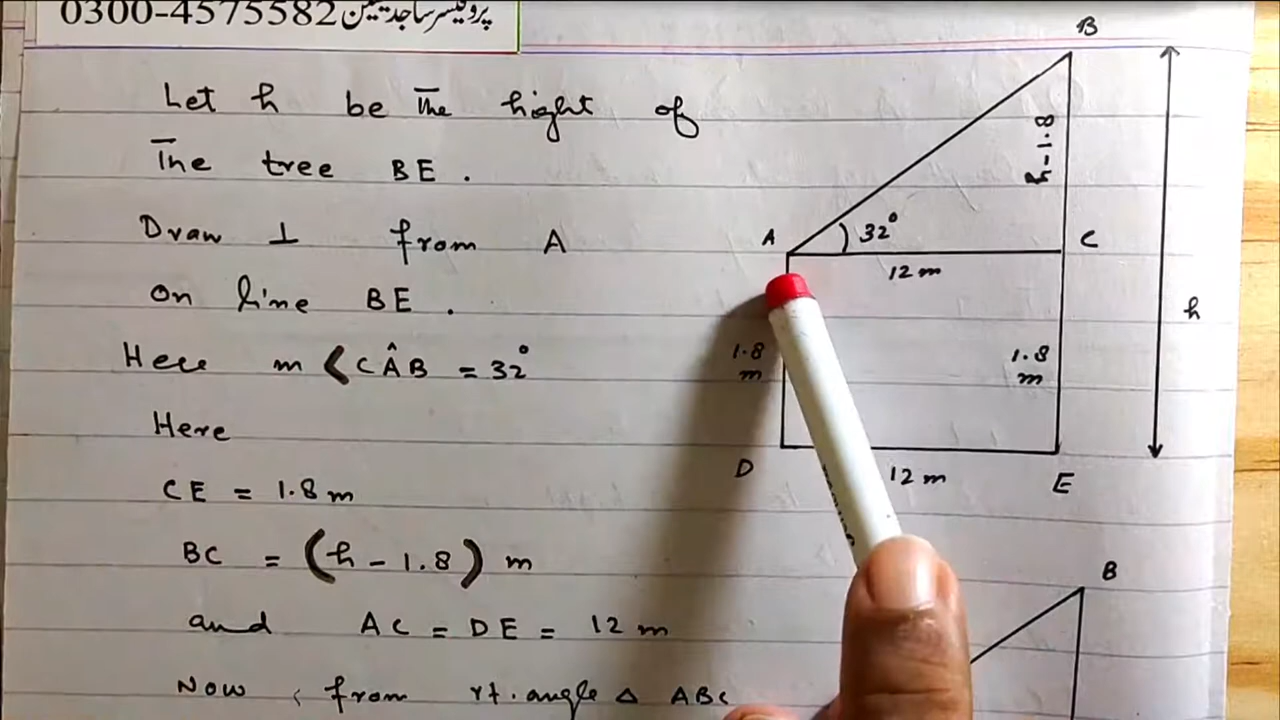 0300-4575582 پروفیسر ساجد یٰسین
Let h be The hight of
The tree BE .
Draw ⊥ from A
On line BE .
Here m < CÂB = 32°
Here
CE = 1.8 m
BC = (h - 1.8) m
and AC = DE = 12 m
Now , from rt. angle △ ABC
B
h-1.8
A
32°
C
12 m
h
1.8
m
1.8
m
D
12 m
E
B